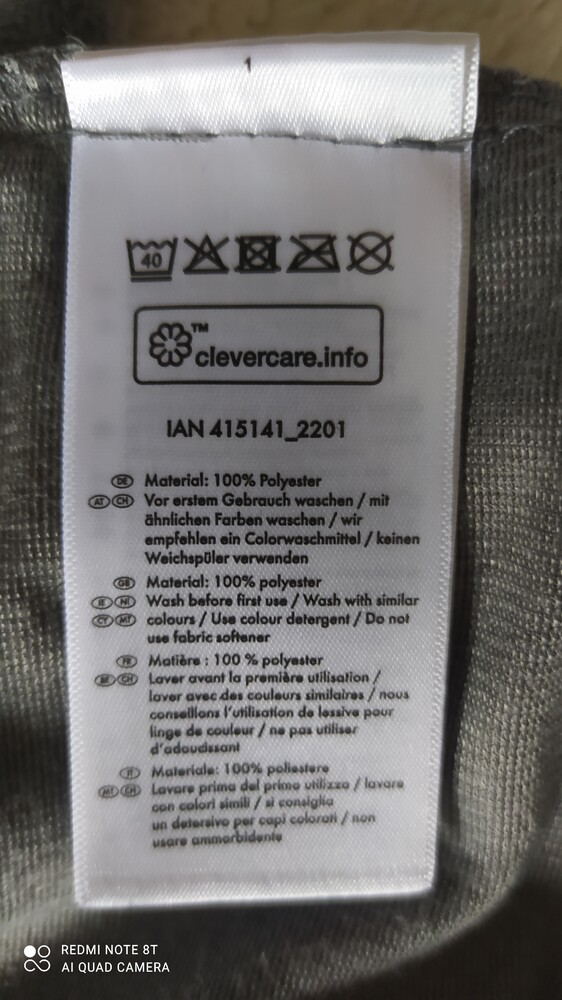 1
40
TM
clevercare.info
IAN 415141_2201
DE Material: 100% Polyester
AT CH Vor erstem Gebrauch waschen / mit
ähnlichen Farben waschen / wir
empfehlen ein Colorwaschmittel / keinen
Weichspüler verwenden
GB Material: 100% polyester
IE NI Wash before first use / Wash with similar
CY MT colours / Use colour detergent / Do not
use fabric softener
FR Matière : 100 % polyester
BE CH Laver avant la première utilisation /
laver avec des couleurs similaires / nous
conseillons l'utilisation de lessive pour
linge de couleur / ne pas utiliser
d'adoucissant
IT Materiale: 100% poliestere
MT CH Lavare prima del primo utilizzo / lavare
con colori simili / si consiglia
un detersivo per capi colorati / non
usare ammorbidente
REDMI NOTE 8T
AI QUAD CAMERA